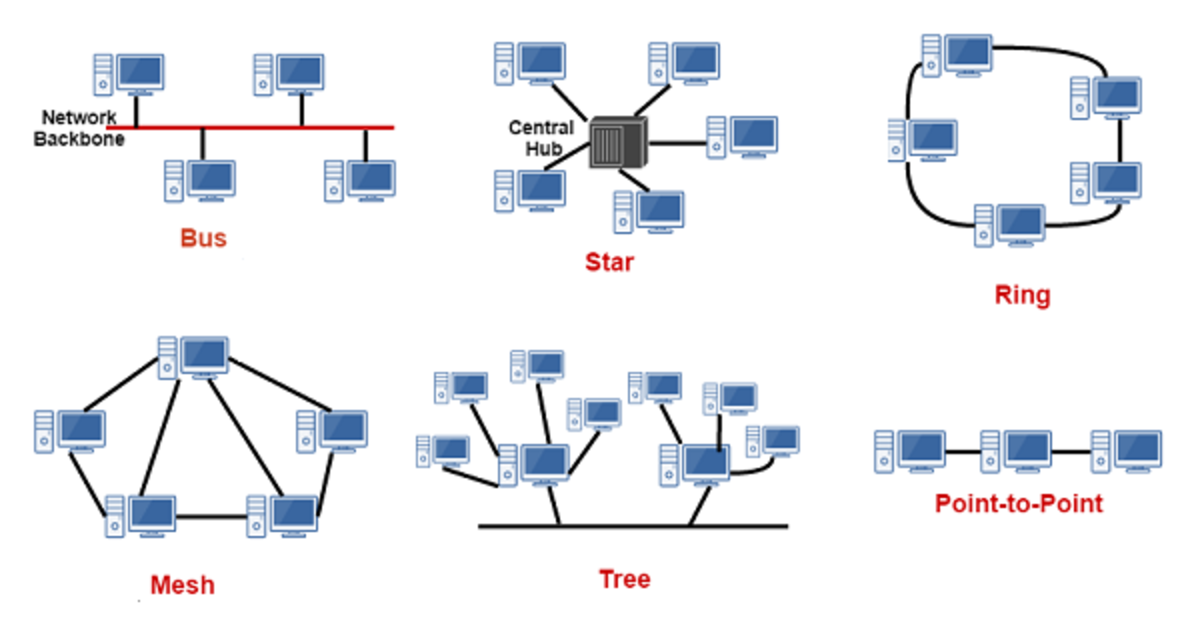 Network
Backbone
Bus
Central
Hub
Star
Ring
Mesh
Tree
Point-to-Point